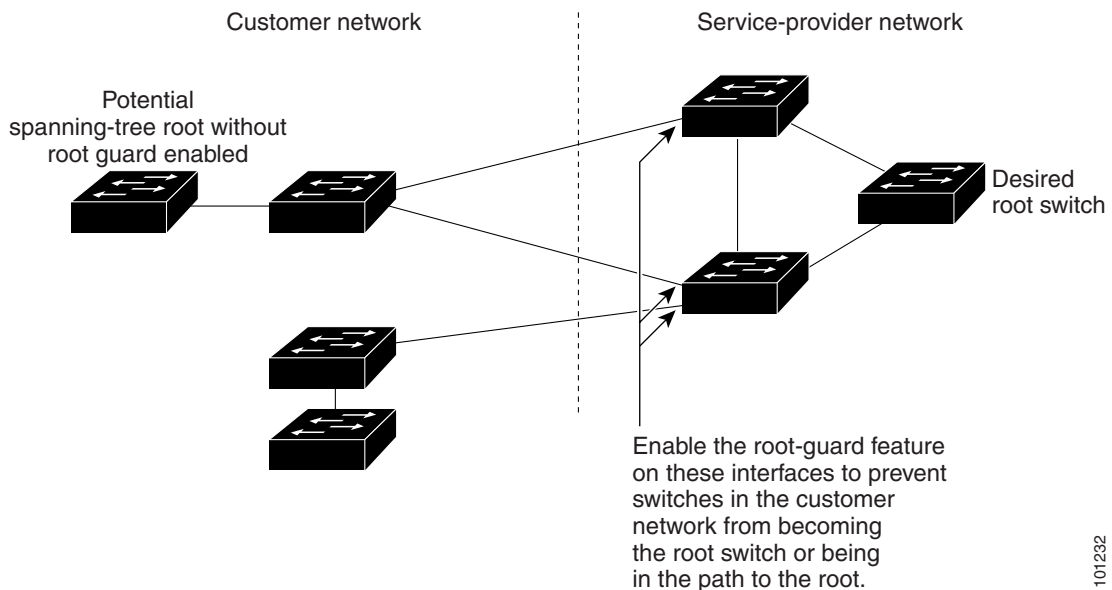 Customer network
Service-provider network
Potential
spanning-tree root without
root guard enabled
Desired
root switch
Enable the root-guard feature
on these interfaces to prevent
switches in the customer
network from becoming
the root switch or being
in the path to the root.
101232